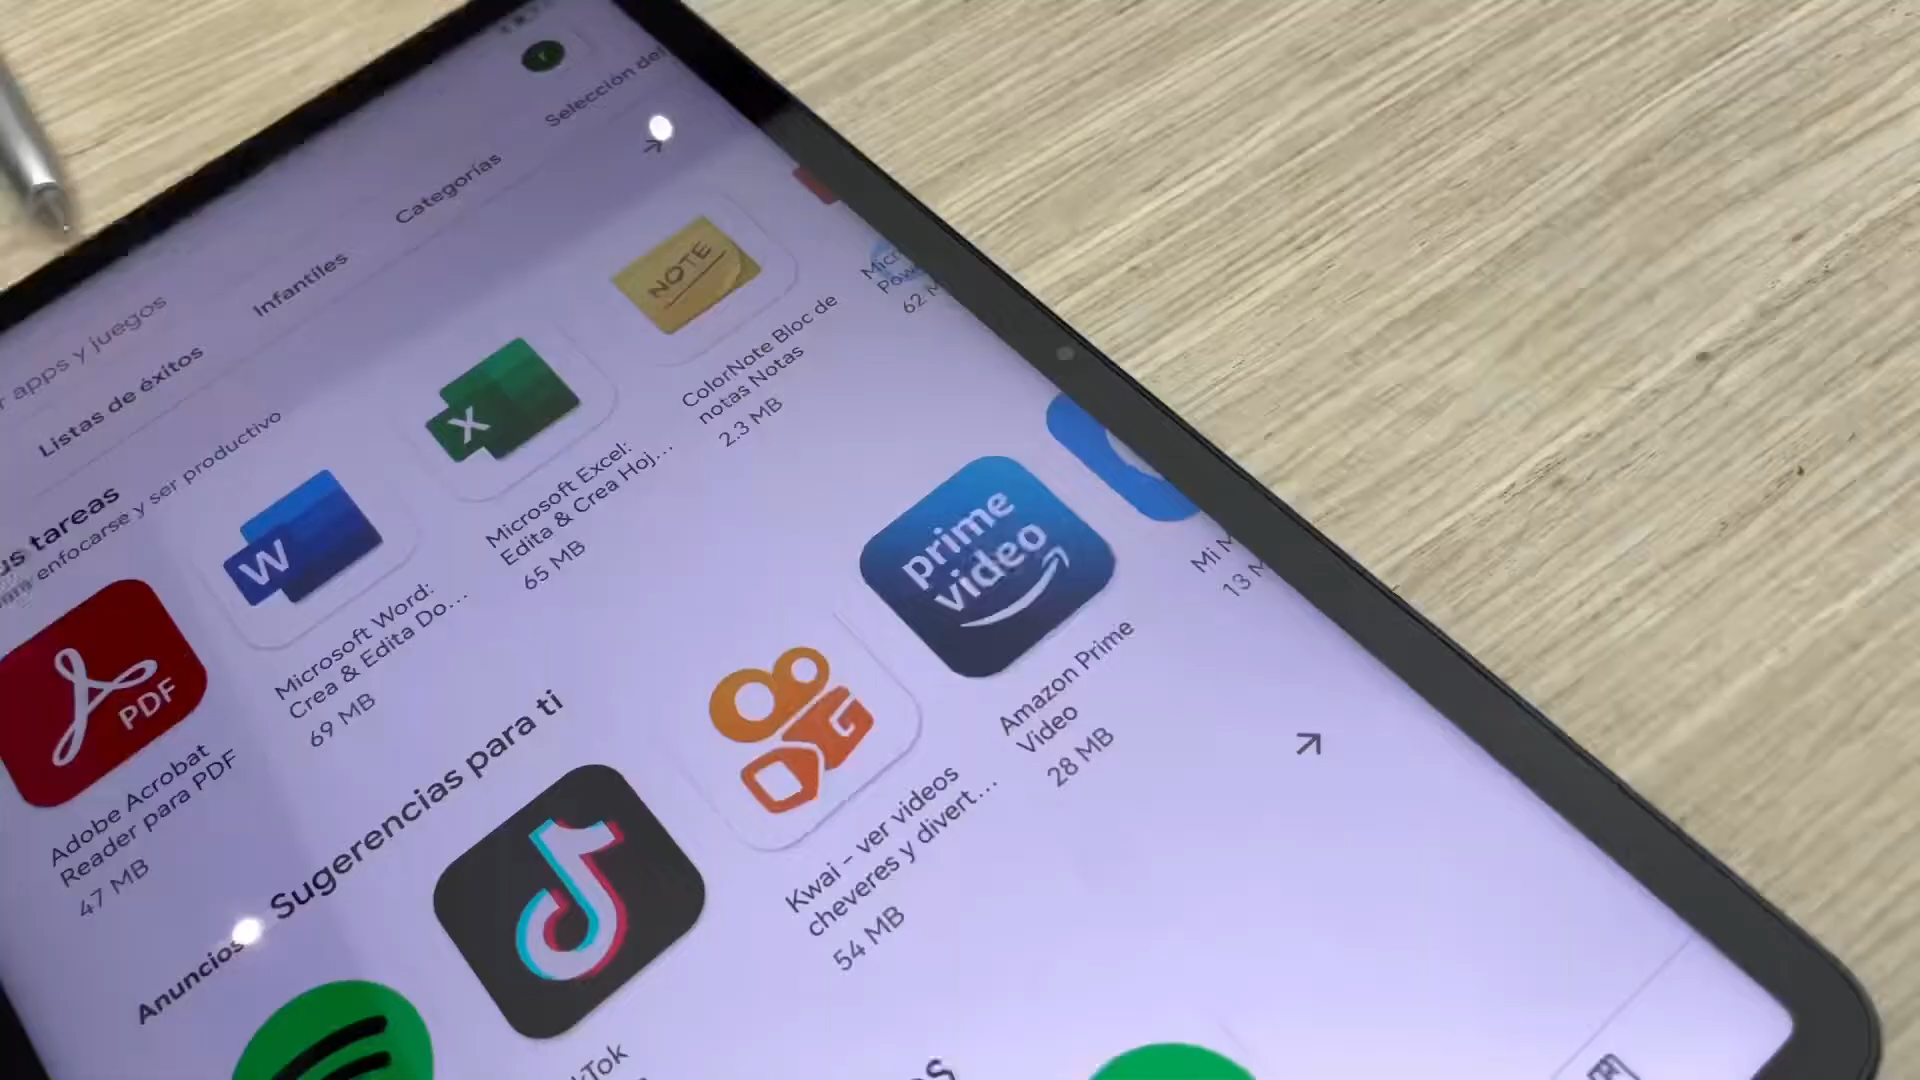 apps y juegos
Listas de éxitos
Infantiles
Categorías
Selección del
tareas
enfocarse y ser productivo
PDF
Adobe Acrobat
Reader para PDF
47 MB
W
Microsoft Word:
Crea & Edita Do...
69 MB
X
Microsoft Excel:
Edita & Crea Hoj...
65 MB
NOTE
ColorNote Bloc de
notas Notas
2.3 MB
62
Anuncios
Sugerencias para ti
Kwai - ver videos
cheveres y divert...
54 MB
prime
video
Amazon Prime
Video
28 MB
Mi
13